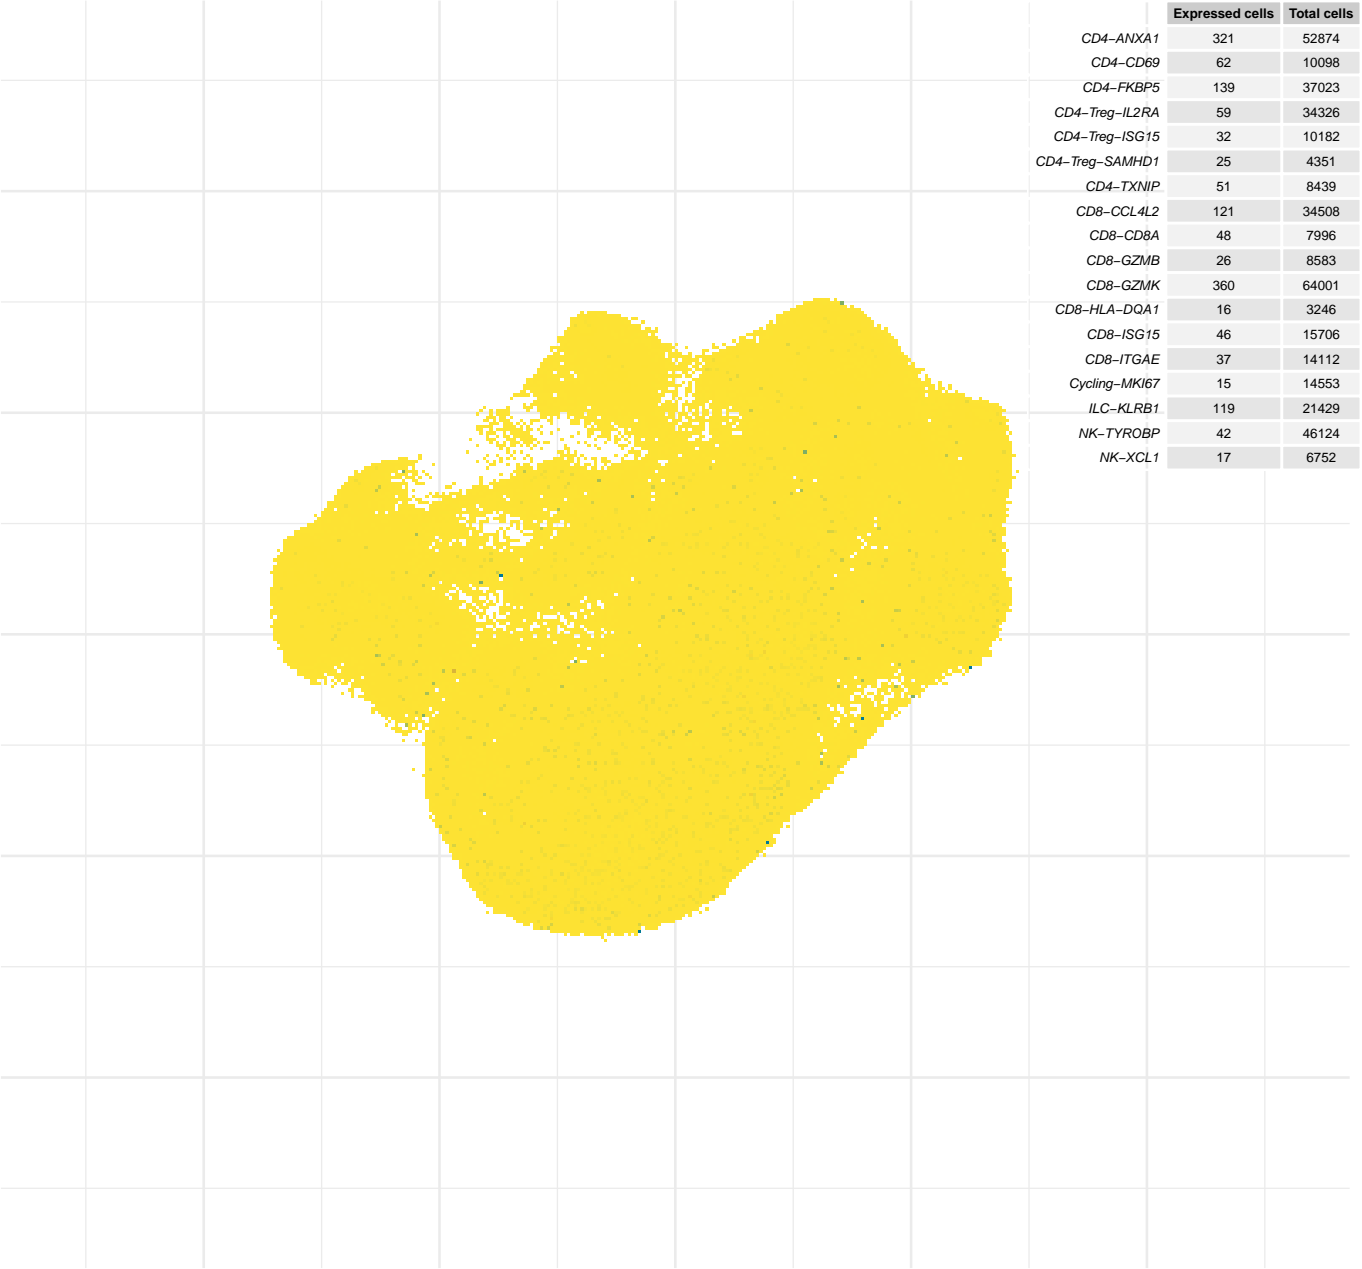 Expressed cells Total cells
CD4−ANXA1 321 52874
CD4−CD69 62 10098
CD4−FKBP5 139 37023
CD4−Treg−IL2RA 59 34326
CD4−Treg−ISG15 32 10182
CD4−Treg−SAMHD1 25 4351
CD4−TXNIP 51 8439
CD8−CCL4L2 121 34508
CD8−CD8A 48 7996
CD8−GZMB 26 8583
CD8−GZMK 360 64001
CD8−HLA−DQA1 16 3246
CD8−ISG15 46 15706
CD8−ITGAE 37 14112
Cycling−MKI67 15 14553
ILC−KLRB1 119 21429
NK−TYROBP 42 46124
NK−XCL1 17 6752